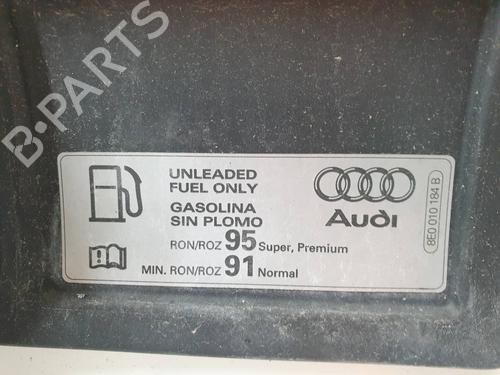 B-PARTS
UNLEADED
FUEL ONLY
GASOLINA
SIN PLOMO
RON/ROZ 95 Super, Premium
MIN. RON/ROZ 91 Normal
Audi
8E0 010 184 B